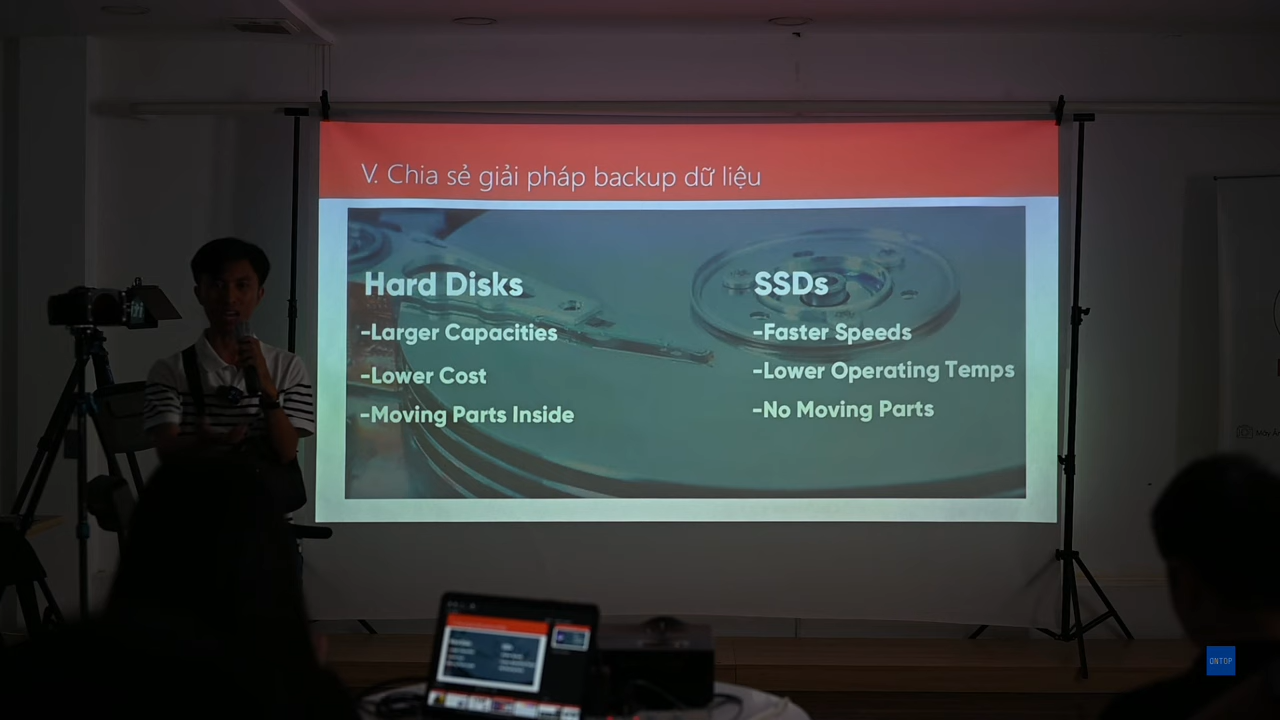 V. Chia sẻ giải pháp backup dữ liệu
Hard Disks
-Larger Capacities
-Lower Cost
-Moving Parts Inside
SSDs
-Faster Speeds
-Lower Operating Temps
-No Moving Parts
ONTOP